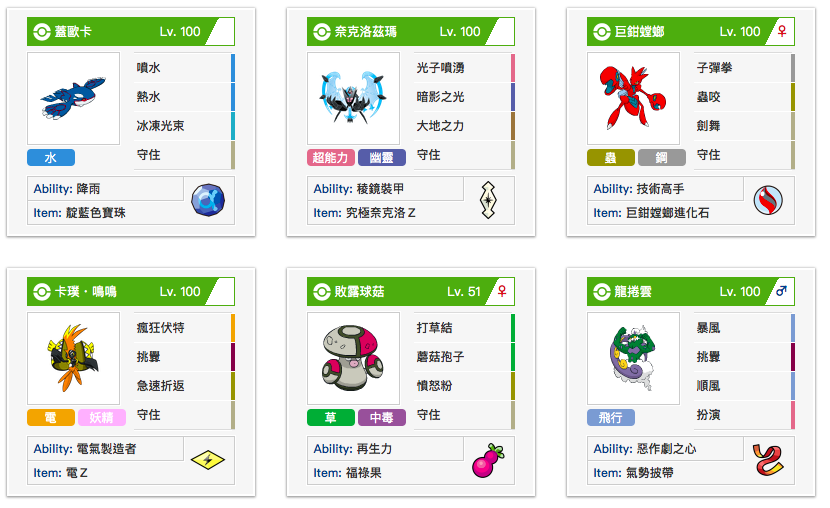 蓋歐卡 Lv. 100
噴水
熱水
冰凍光束
守住
水
Ability: 降雨
Item: 靛藍色寶珠
奈克洛茲瑪 Lv. 100
光子噴湧
暗影之光
大地之力
守住
超能力 幽靈
Ability: 稜鏡裝甲
Item: 究極奈克洛Ｚ
巨鉗螳螂 Lv. 100 ♀
子彈拳
蟲咬
劍舞
守住
蟲 鋼
Ability: 技術高手
Item: 巨鉗螳螂進化石
卡璞・鳴鳴 Lv. 100
瘋狂伏特
挑釁
急速折返
守住
電 妖精
Ability: 電氣製造者
Item: 電Ｚ
敗露球菇 Lv. 51 ♀
打草結
蘑菇孢子
憤怒粉
守住
草 中毒
Ability: 再生力
Item: 福祿果
龍捲雲 Lv. 100 ♂
暴風
挑釁
順風
扮演
飛行
Ability: 惡作劇之心
Item: 氣勢披帶